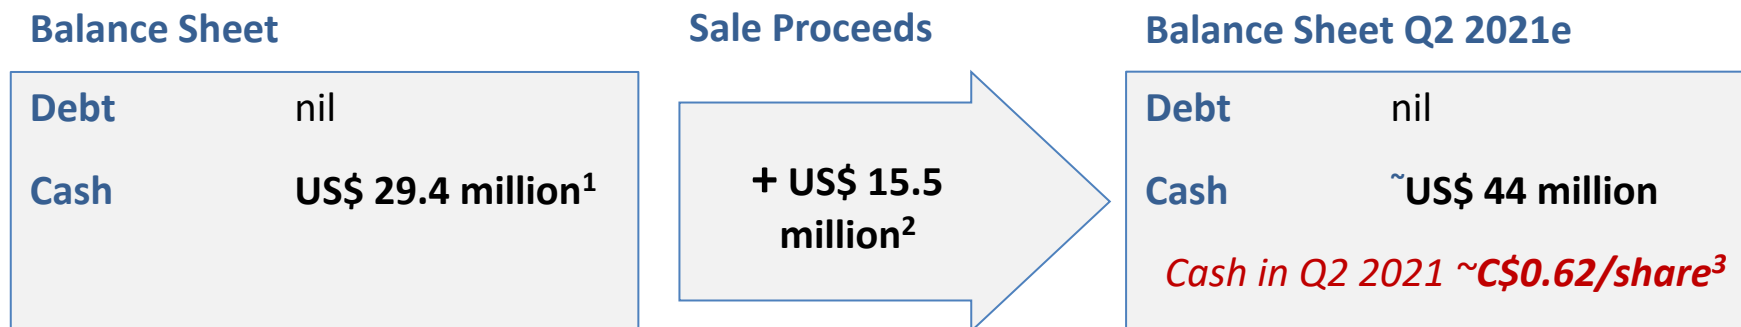 Balance Sheet
Debt nil
Cash US$ 29.4 million¹
Sale Proceeds
+ US$ 15.5
million²
Balance Sheet Q2 2021e
Debt nil
Cash ~US$ 44 million
Cash in Q2 2021 ~C$0.62/share³